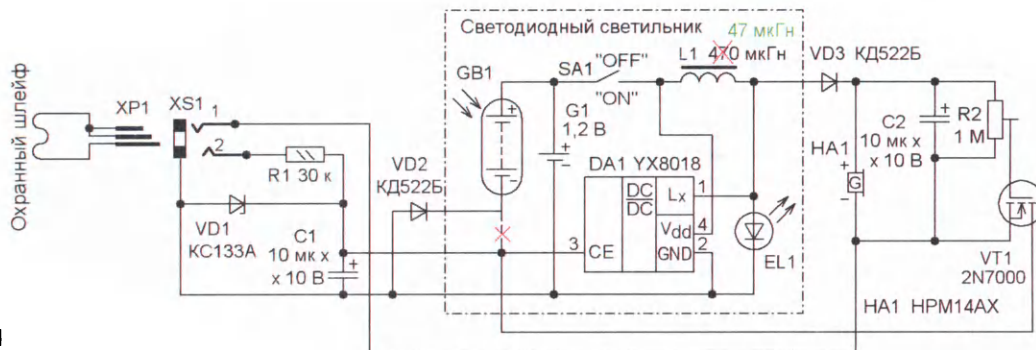 Светодиодный светильник
47 мкГн
L1 470 мкГн
VD3 КД522Б
GB1
SA1 "OFF"
"ON"
G1
1,2 В
+
−
DA1 YX8018
DC
DC
Lx
1
Vdd
4
GND
2
3
CE
EL1
Охранный шлейф
XP1
XS1
1
2
R1 30 к
VD1
КС133А
VD2
КД522Б
C1
10 мк х
х 10 В
+
C2
10 мк х
х 10 В
+
R2
1 М
HA1
+
G
−
VT1
2N7000
HA1 HPM14AX